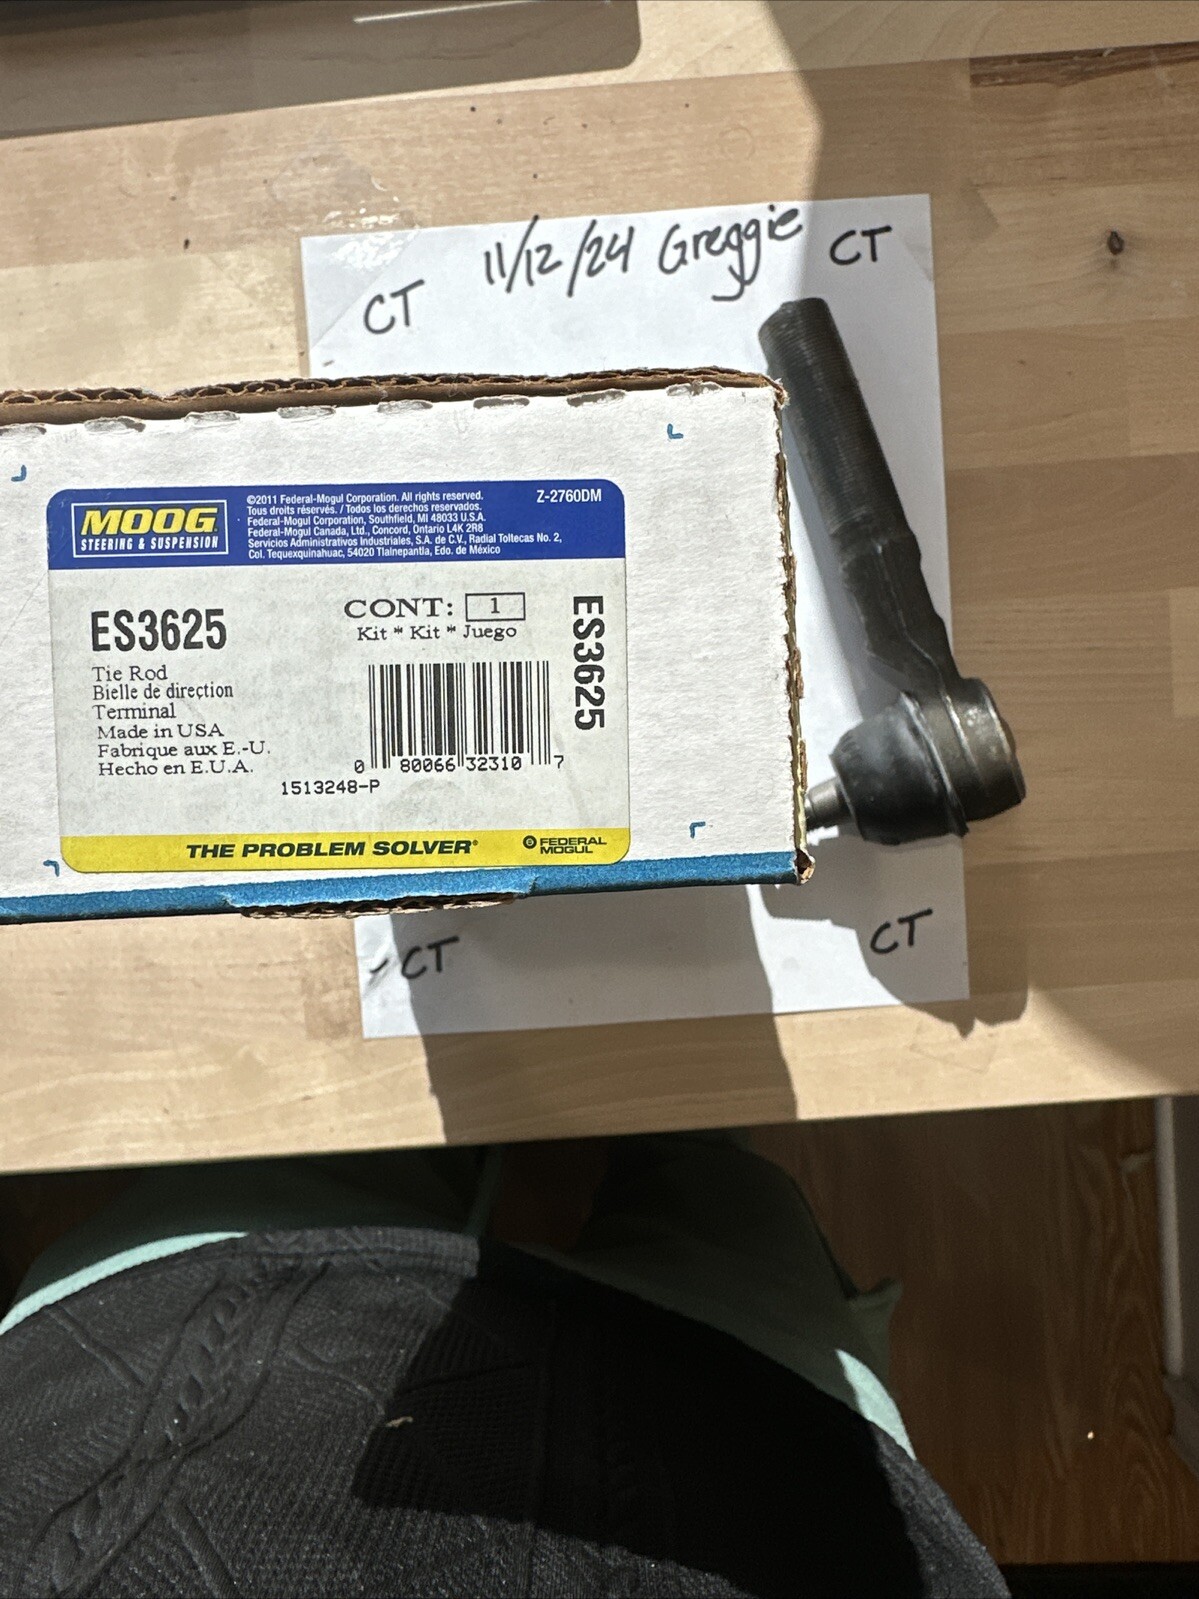 11/12/24 Greggie
CT
CT
MOOG
STEERING & SUSPENSION
©2011 Federal-Mogul Corporation. All rights reserved.
Tous droits réservés. / Todos los derechos reservados.
Federal-Mogul Corporation, Southfield, MI 48033 U.S.A.
Federal-Mogul Canada, Ltd., Concord, Ontario L4K 2R8
Servicios Administrativos Industriales, S.A. de C.V., Radial Toltecas No. 2,
Col. Tequexquinahuac, 54020 Tlalnepantla, Edo. de México
Z-2760DM
ES3625
Tie Rod
Bielle de direction
Terminal
Made in USA
Fabrique aux E.-U.
Hecho en E.U.A.
CONT: 1
Kit * Kit * Juego
0 80066 32310 7
1513248-P
ES3625
THE PROBLEM SOLVER®
FEDERAL
MOGUL
CT
CT